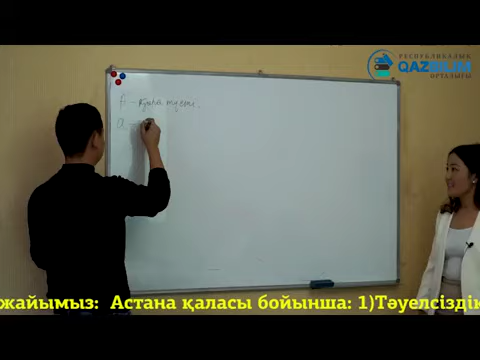 РЕСПУБЛИКАЛЫҚ
QAZBILIM
ОРТАЛЫҒЫ
а –
жайымыз: Астана қаласы бойынша: 1)Тәуелсіздік